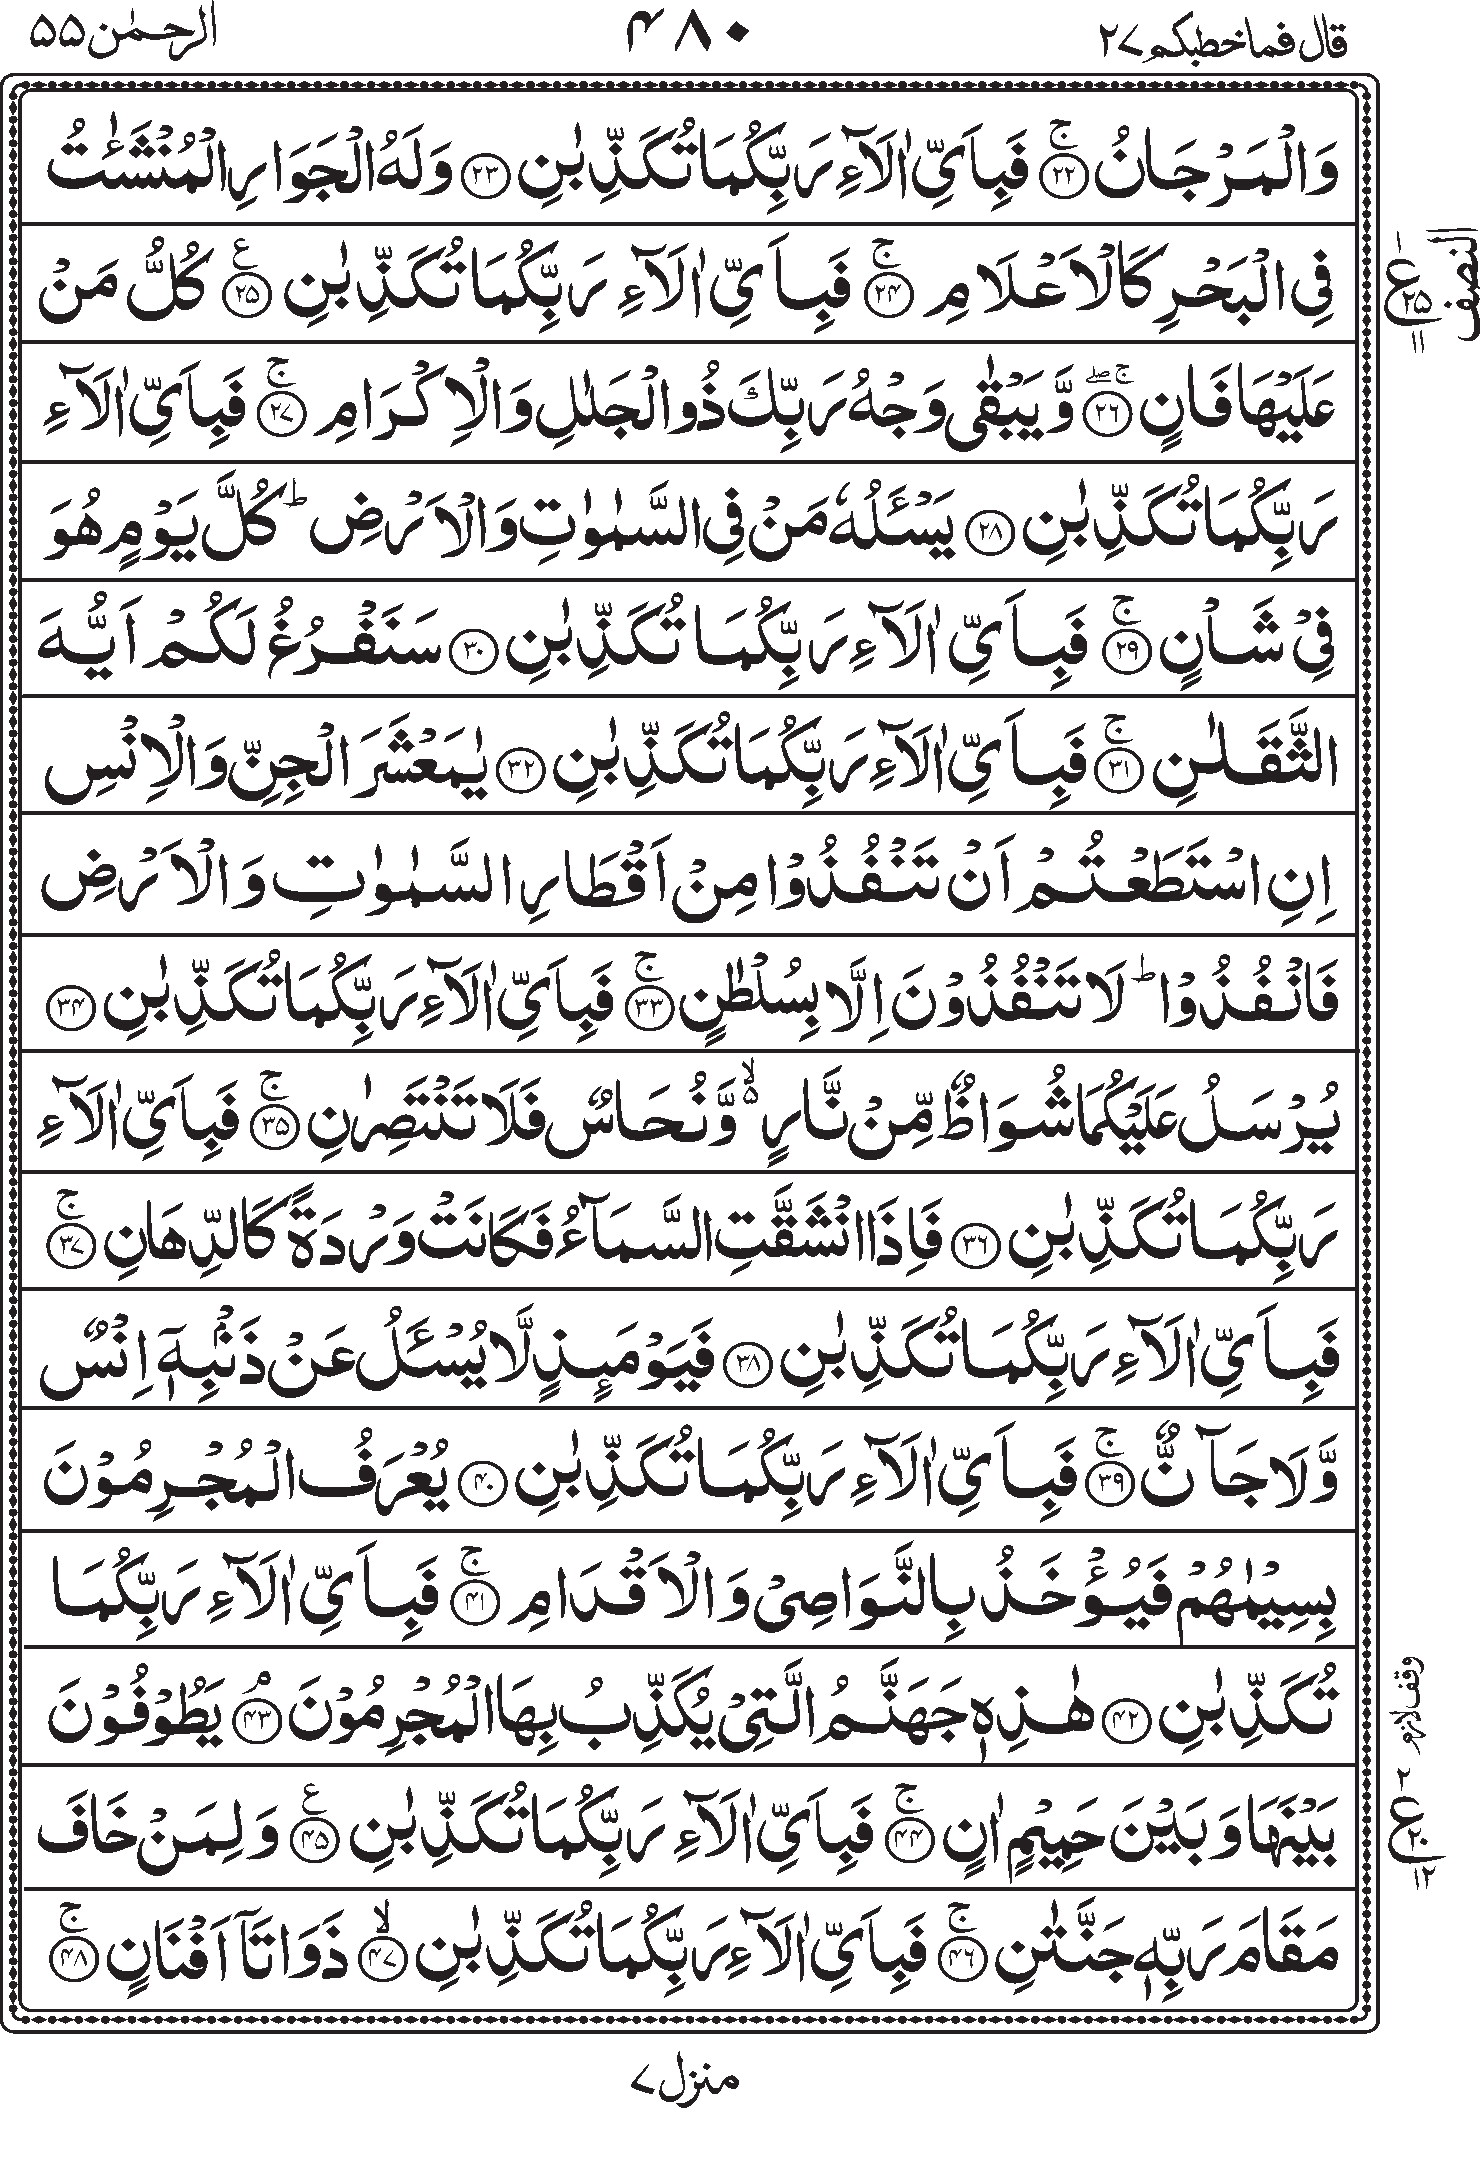 قال فما خطبكم ٢٧
٤٨٠
الرحمٰن ٥٥
وَالْمَرْجَانُ ۚ﴿٢٢﴾ فَبِاَيِّ اٰلَآءِ رَبِّكُمَا تُكَذِّبٰنِ ﴿٢٣﴾ وَلَهُ الْجَوَارِ الْمُنْشَئٰتُ
فِي الْبَحْرِ كَالْاَعْلَامِ ۚ﴿٢٤﴾ فَبِاَيِّ اٰلَآءِ رَبِّكُمَا تُكَذِّبٰنِ ﴿٢٥﴾ ع كُلُّ مَنْ
عَلَيْهَا فَانٍ ۚۖ﴿٢٦﴾ وَّيَبْقٰى وَجْهُ رَبِّكَ ذُو الْجَلٰلِ وَالْاِكْرَامِ ۚ﴿٢٧﴾ فَبِاَيِّ اٰلَآءِ
رَبِّكُمَا تُكَذِّبٰنِ ﴿٢٨﴾ يَسْـَٔلُهٗ مَنْ فِي السَّمٰوٰتِ وَالْاَرْضِ ؕ كُلَّ يَوْمٍ هُوَ
فِيْ شَاْنٍ ۚ﴿٢٩﴾ فَبِاَيِّ اٰلَآءِ رَبِّكُمَا تُكَذِّبٰنِ ﴿٣٠﴾ سَنَفْرُغُ لَكُمْ اَيُّهَ
الثَّقَلٰنِ ۚ﴿٣١﴾ فَبِاَيِّ اٰلَآءِ رَبِّكُمَا تُكَذِّبٰنِ ﴿٣٢﴾ يٰمَعْشَرَ الْجِنِّ وَالْاِنْسِ
اِنِ اسْتَطَعْتُمْ اَنْ تَنْفُذُوْا مِنْ اَقْطَارِ السَّمٰوٰتِ وَالْاَرْضِ
فَانْفُذُوْا ؕ لَا تَنْفُذُوْنَ اِلَّا بِسُلْطٰنٍ ۚ﴿٣٣﴾ فَبِاَيِّ اٰلَآءِ رَبِّكُمَا تُكَذِّبٰنِ ﴿٣٤﴾
يُرْسَلُ عَلَيْكُمَا شُوَاظٌ مِّنْ نَّارٍ ۙ۬ وَّنُحَاسٌ فَلَا تَنْتَصِرٰنِ ۚ﴿٣٥﴾ فَبِاَيِّ اٰلَآءِ
رَبِّكُمَا تُكَذِّبٰنِ ﴿٣٦﴾ فَاِذَا انْشَقَّتِ السَّمَآءُ فَكَانَتْ وَرْدَةً كَالدِّهَانِ ۚ﴿٣٧﴾
فَبِاَيِّ اٰلَآءِ رَبِّكُمَا تُكَذِّبٰنِ ﴿٣٨﴾ فَيَوْمَئِذٍ لَّا يُسْـَٔلُ عَنْ ذَنْۢبِهٖۤ اِنْسٌ
وَّلَا جَآنٌّ ۚ﴿٣٩﴾ فَبِاَيِّ اٰلَآءِ رَبِّكُمَا تُكَذِّبٰنِ ﴿٤٠﴾ يُعْرَفُ الْمُجْرِمُوْنَ
بِسِيْمٰهُمْ فَيُؤْخَذُ بِالنَّوَاصِيْ وَالْاَقْدَامِ ۚ﴿٤١﴾ فَبِاَيِّ اٰلَآءِ رَبِّكُمَا
تُكَذِّبٰنِ ﴿٤٢﴾ هٰذِهٖ جَهَنَّمُ الَّتِيْ يُكَذِّبُ بِهَا الْمُجْرِمُوْنَ ۘ﴿٤٣﴾ يَطُوْفُوْنَ
بَيْنَهَا وَبَيْنَ حَمِيْمٍ اٰنٍ ۚ﴿٤٤﴾ فَبِاَيِّ اٰلَآءِ رَبِّكُمَا تُكَذِّبٰنِ ﴿٤٥﴾ ع وَلِمَنْ خَافَ
مَقَامَ رَبِّهٖ جَنَّتٰنِ ۚ﴿٤٦﴾ فَبِاَيِّ اٰلَآءِ رَبِّكُمَا تُكَذِّبٰنِ ۙ﴿٤٧﴾ ذَوَاتَاۤ اَفْنَانٍ ۚ﴿٤٨﴾
النصف
١ ع ٢٥ ١١
وقف لازم
٢ ع ٢٠ ١٢
منزل ٧